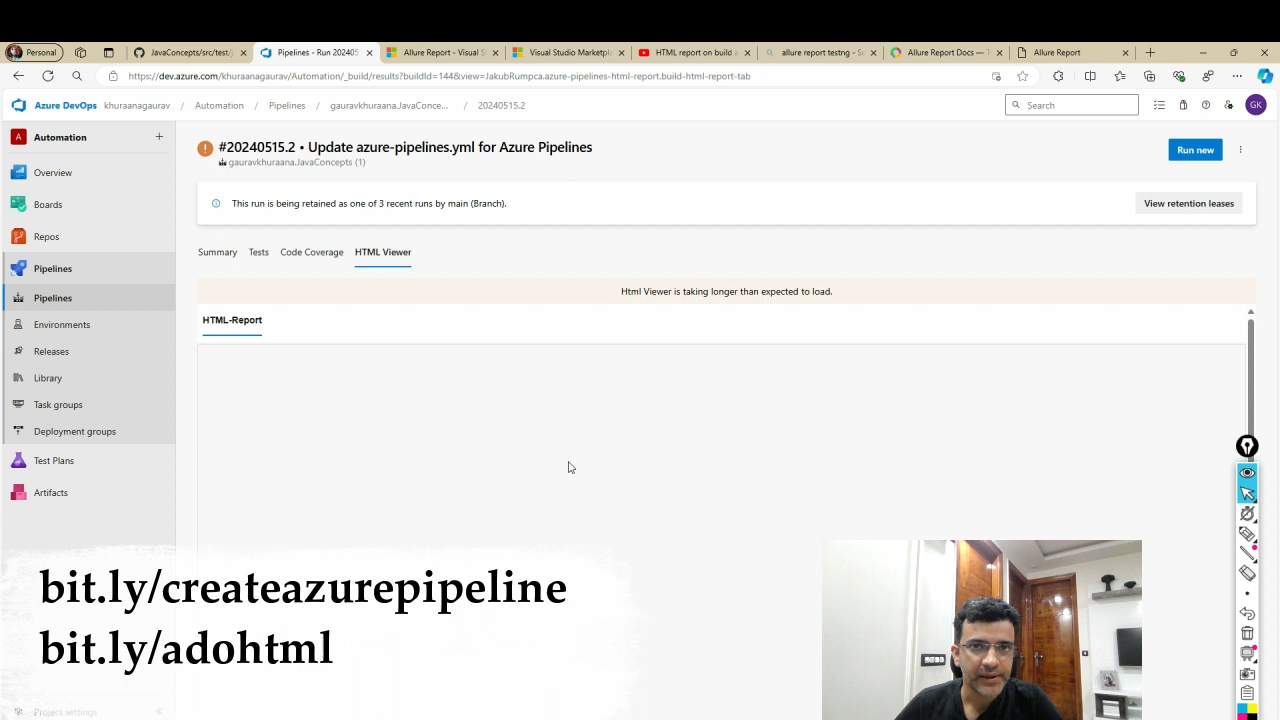 Personal
JavaConcepts/src/test/j
Pipelines - Run 202405
Allure Report - Visual S
Visual Studio Marketpl
HTML report on build a
allure report testng - Se
Allure Report Docs — T
Allure Report
https://dev.azure.com/khuraanagaurav/Automation/_build/results?buildId=144&view=JakubRumpca.azure-pipelines-html-report.build-html-report-tab
Azure DevOps khuraanagaurav / Automation / Pipelines / gauravkhuraana.JavaConce... / 20240515.2
Search
GK
A Automation +
Overview
Boards
Repos
Pipelines
Pipelines
Environments
Releases
Library
Task groups
Deployment groups
Test Plans
Artifacts
Project settings
#20240515.2 • Update azure-pipelines.yml for Azure Pipelines
gauravkhuraana.JavaConcepts (1)
Run new
This run is being retained as one of 3 recent runs by main (Branch).
View retention leases
Summary Tests Code Coverage HTML Viewer
Html Viewer is taking longer than expected to load.
HTML-Report
bit.ly/createazurepipeline
bit.ly/adohtml